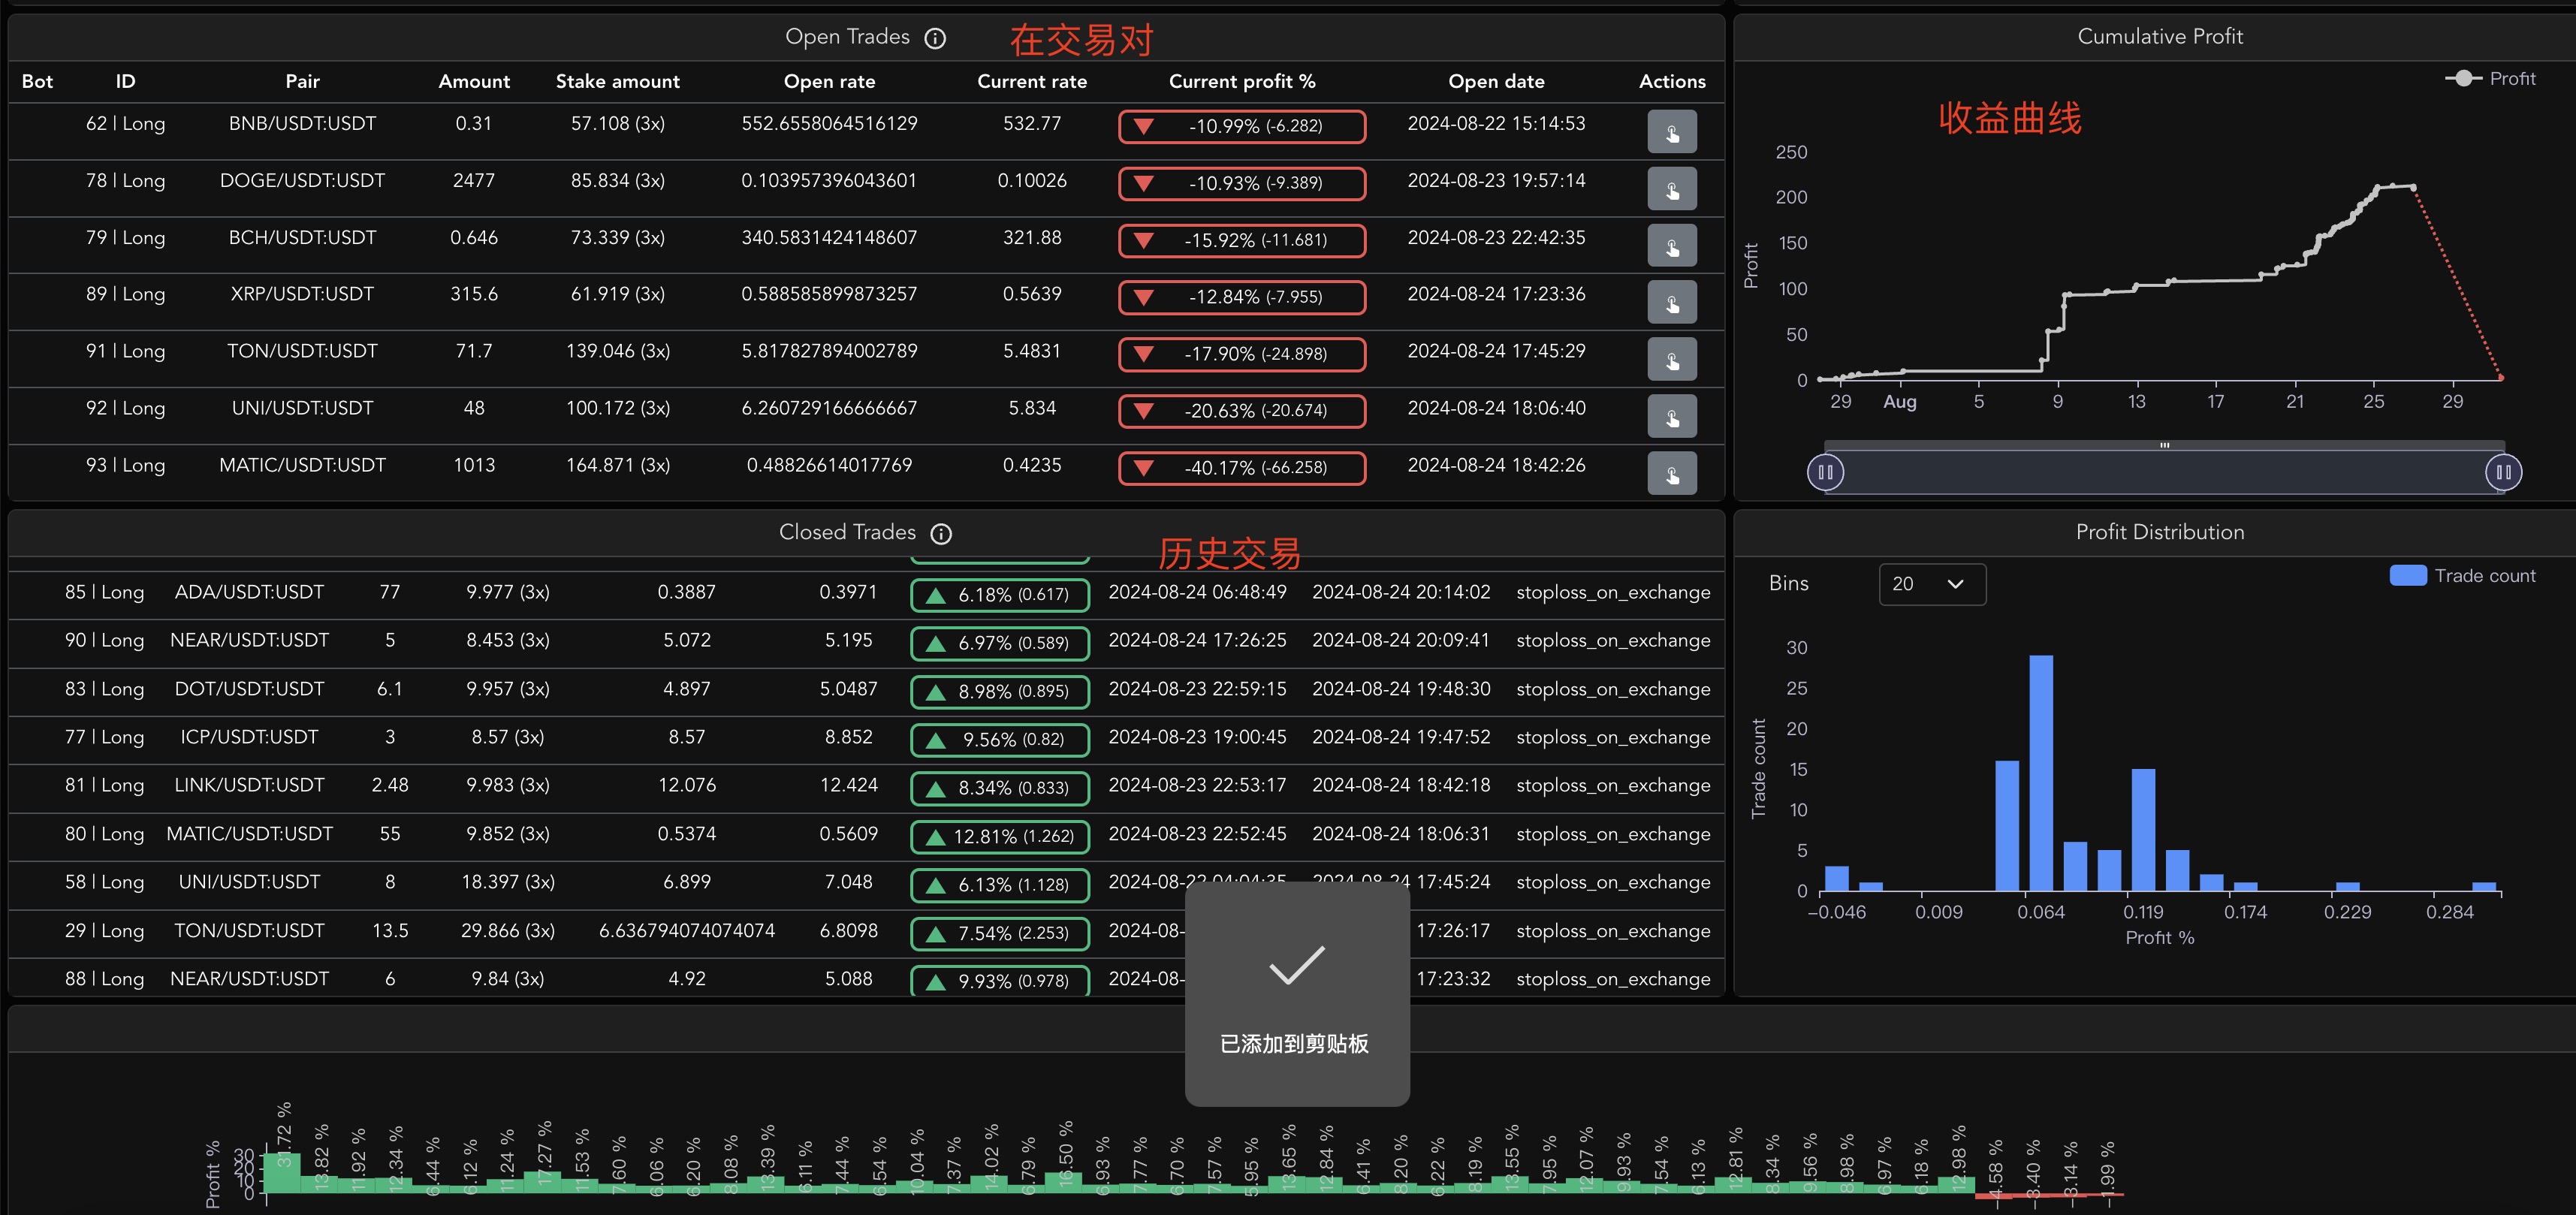 Open Trades 在交易对
Bot ID Pair Amount Stake amount Open rate Current rate Current profit % Open date Actions
62 | Long BNB/USDT:USDT 0.31 57.108 (3x) 552.6558064516129 532.77 -10.99% (-6.282) 2024-08-22 15:14:53
78 | Long DOGE/USDT:USDT 2477 85.834 (3x) 0.103957396043601 0.10026 -10.93% (-9.389) 2024-08-23 19:57:14
79 | Long BCH/USDT:USDT 0.646 73.339 (3x) 340.5831424148607 321.88 -15.92% (-11.681) 2024-08-23 22:42:35
89 | Long XRP/USDT:USDT 315.6 61.919 (3x) 0.588585899873257 0.5639 -12.84% (-7.955) 2024-08-24 17:23:36
91 | Long TON/USDT:USDT 71.7 139.046 (3x) 5.817827894002789 5.4831 -17.90% (-24.898) 2024-08-24 17:45:29
92 | Long UNI/USDT:USDT 48 100.172 (3x) 6.260729166666667 5.834 -20.63% (-20.674) 2024-08-24 18:06:40
93 | Long MATIC/USDT:USDT 1013 164.871 (3x) 0.48826614017769 0.4235 -40.17% (-66.258) 2024-08-24 18:42:26
Cumulative Profit
Profit
收益曲线
250
200
150
100
50
0
Profit
29 Aug 5 9 13 17 21 25 29
Closed Trades 历史交易
85 | Long ADA/USDT:USDT 77 9.977 (3x) 0.3887 0.3971 6.18% (0.617) 2024-08-24 06:48:49 2024-08-24 20:14:02 stoploss_on_exchange
90 | Long NEAR/USDT:USDT 5 8.453 (3x) 5.072 5.195 6.97% (0.589) 2024-08-24 17:26:25 2024-08-24 20:09:41 stoploss_on_exchange
83 | Long DOT/USDT:USDT 6.1 9.957 (3x) 4.897 5.0487 8.98% (0.895) 2024-08-23 22:59:15 2024-08-24 19:48:30 stoploss_on_exchange
77 | Long ICP/USDT:USDT 3 8.57 (3x) 8.57 8.852 9.56% (0.82) 2024-08-23 19:00:45 2024-08-24 19:47:52 stoploss_on_exchange
81 | Long LINK/USDT:USDT 2.48 9.983 (3x) 12.076 12.424 8.34% (0.833) 2024-08-23 22:53:17 2024-08-24 18:42:18 stoploss_on_exchange
80 | Long MATIC/USDT:USDT 55 9.852 (3x) 0.5374 0.5609 12.81% (1.262) 2024-08-23 22:52:45 2024-08-24 18:06:31 stoploss_on_exchange
58 | Long UNI/USDT:USDT 8 18.397 (3x) 6.899 7.048 6.13% (1.128) 17:45:24 stoploss_on_exchange
29 | Long TON/USDT:USDT 13.5 29.866 (3x) 6.636794074074074 6.8098 7.54% (2.253) 2024-08- 17:26:17 stoploss_on_exchange
88 | Long NEAR/USDT:USDT 6 9.84 (3x) 4.92 5.088 9.93% (0.978) 2024-08- 17:23:32 stoploss_on_exchange
已添加到剪贴板
Profit Distribution
Bins 20 Trade count
30
25
20
15
10
5
0
Trade count
−0.046 0.009 0.064 0.119 0.174 0.229 0.284
Profit %
Profit %
30
20
10
0
31.72 % 13.82 % 11.92 % 12.34 % 6.44 % 6.12 % 11.24 % 17.27 % 11.53 % 7.60 % 6.06 % 6.20 % 8.08 % 13.39 % 6.11 % 7.44 % 6.54 % 10.04 % 7.37 % 14.02 % 6.79 % 16.50 % 6.93 % 7.77 % 6.70 % 7.57 % 5.95 % 13.65 % 12.84 % 6.41 % 8.20 % 6.22 % 8.19 % 13.55 % 7.95 % 12.07 % 9.93 % 7.54 % 6.13 % 12.81 % 8.34 % 9.56 % 8.98 % 6.97 % 6.18 % 12.98 % −4.58 % −3.40 % −3.14 % −1.99 %